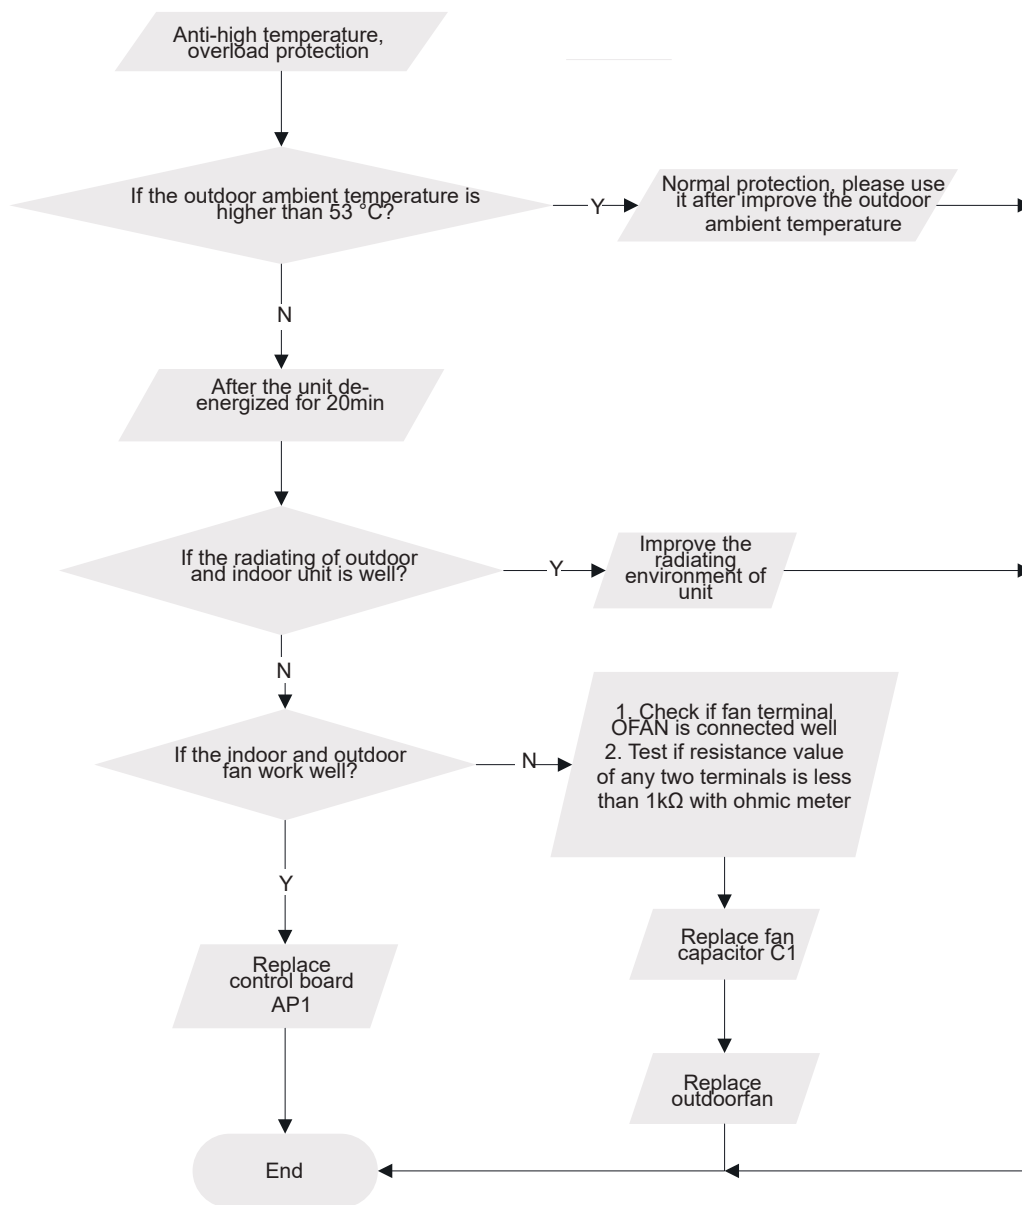 Anti-high temperature,
overload protection
If the outdoor ambient temperature is
higher than 53 °C?
Y
Normal protection, please use
it after improve the outdoor
ambient temperature
N
After the unit de-
energized for 20min
If the radiating of outdoor
and indoor unit is well?
Y
Improve the
radiating
environment of
unit
N
If the indoor and outdoor
fan work well?
N
1. Check if fan terminal
OFAN is connected well
2. Test if resistance value
of any two terminals is less
than 1kΩ with ohmic meter
Y
Replace
control board
AP1
Replace fan
capacitor C1
Replace
outdoorfan
End